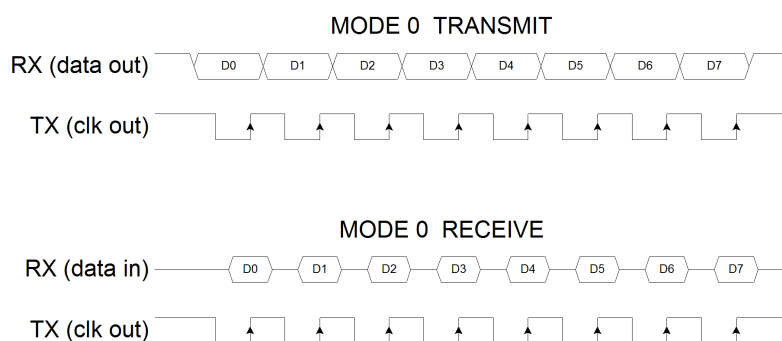 MODE 0 TRANSMIT
RX (data out) D0 D1 D2 D3 D4 D5 D6 D7
TX (clk out)
MODE 0 RECEIVE
RX (data in) D0 D1 D2 D3 D4 D5 D6 D7
TX (clk out)